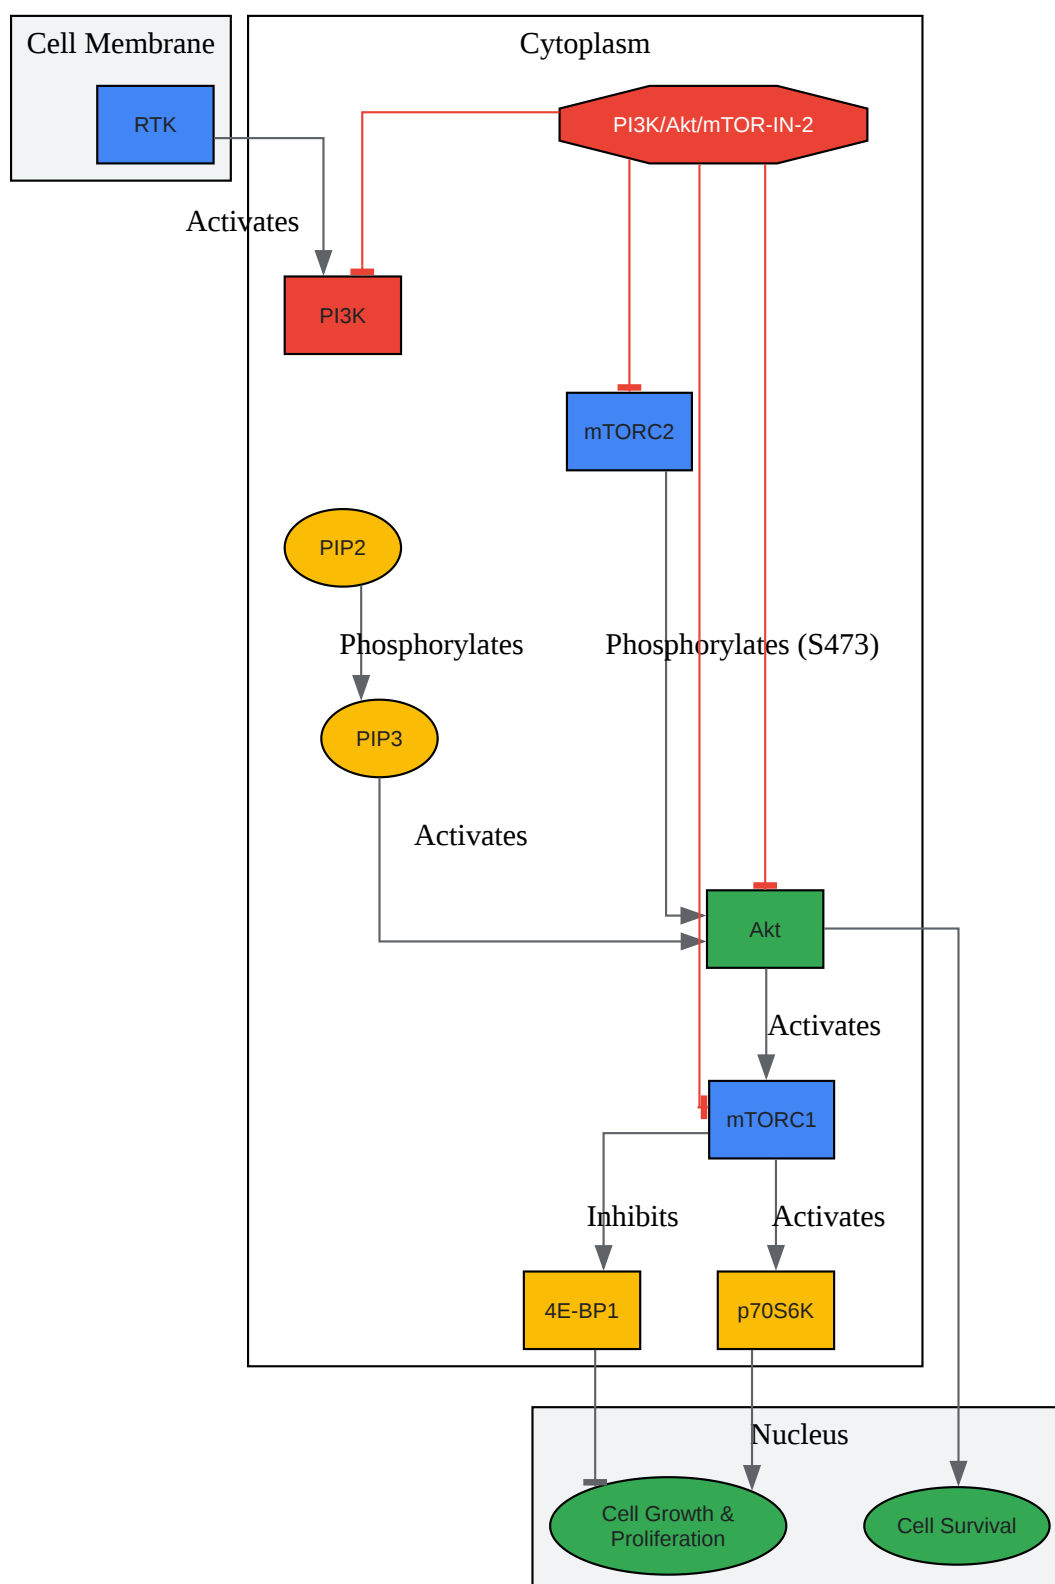 Cell Membrane
Cytoplasm
RTK
PI3K/Akt/mTOR-IN-2
Activates
PI3K
mTORC2
PIP2
Phosphorylates
Phosphorylates (S473)
PIP3
Activates
Akt
Activates
mTORC1
Inhibits
Activates
4E-BP1
p70S6K
Nucleus
Cell Growth &
Proliferation
Cell Survival